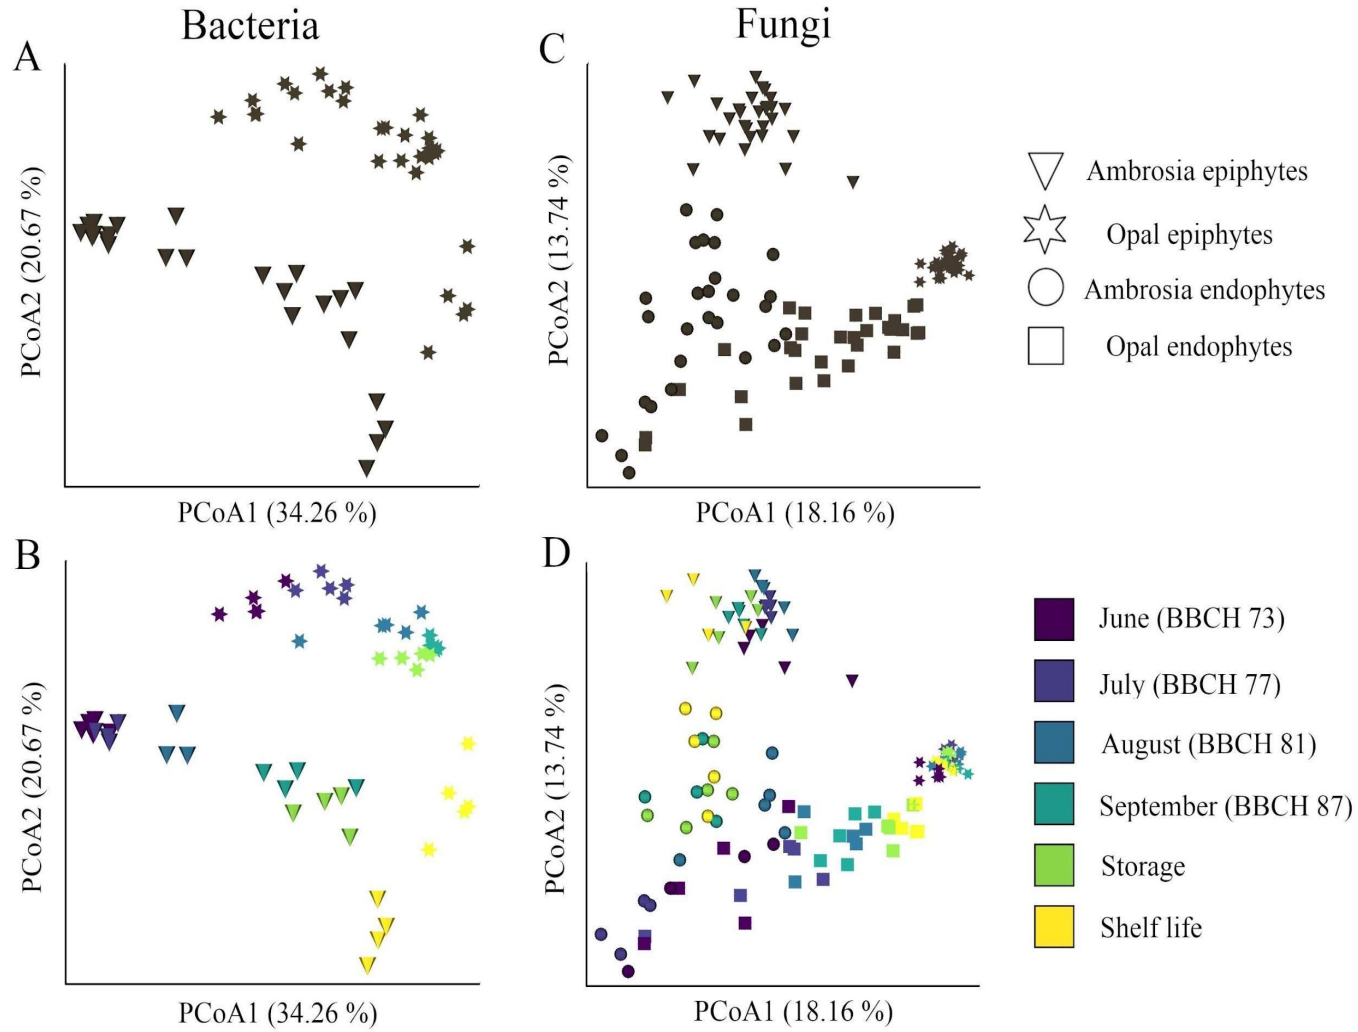 Bacteria
Fungi
A
PCoA2 (20.67 %)
PCoA1 (34.26 %)
C
PCoA2 (13.74 %)
PCoA1 (18.16 %)
Ambrosia epiphytes
Opal epiphytes
Ambrosia endophytes
Opal endophytes
B
PCoA2 (20.67 %)
PCoA1 (34.26 %)
D
PCoA2 (13.74 %)
PCoA1 (18.16 %)
June (BBCH 73)
July (BBCH 77)
August (BBCH 81)
September (BBCH 87)
Storage
Shelf life